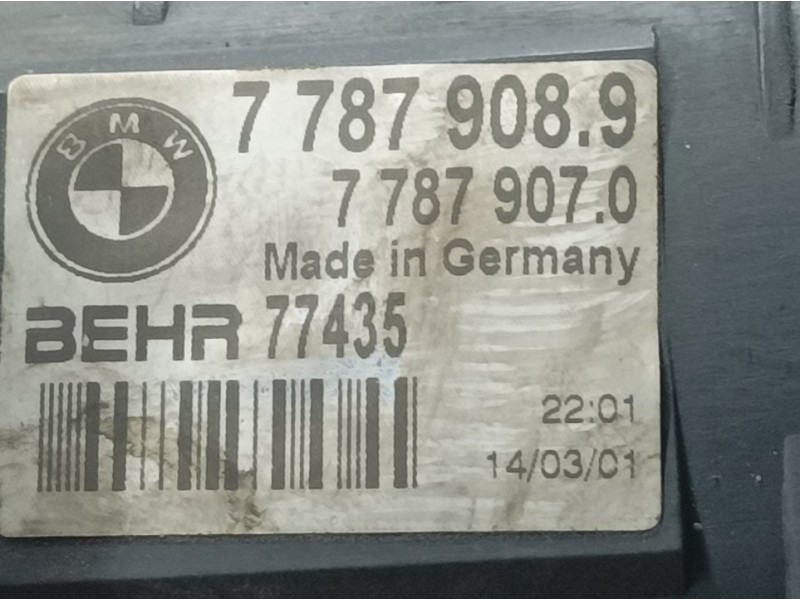 BMW
7 787 908.9
7 787 907.0
Made in Germany
BEHR 77435
22:01
14/03/01